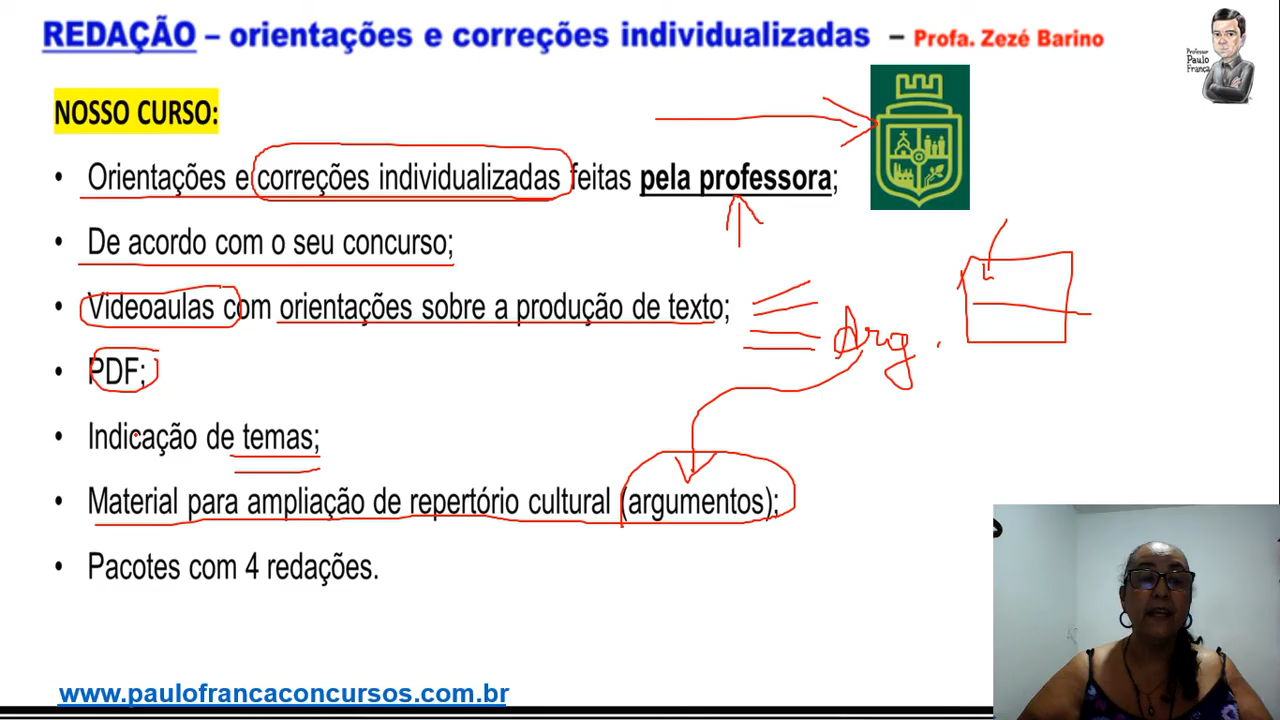 REDAÇÃO – orientações e correções individualizadas – Profa. Zezé Barino
Professor
Paulo
França
NOSSO CURSO:
• Orientações e correções individualizadas feitas pela professora;
• De acordo com o seu concurso;
• Videoaulas com orientações sobre a produção de texto;
Arg.
• PDF;
• Indicação de temas;
• Material para ampliação de repertório cultural (argumentos);
• Pacotes com 4 redações.
www.paulofrancaconcursos.com.br